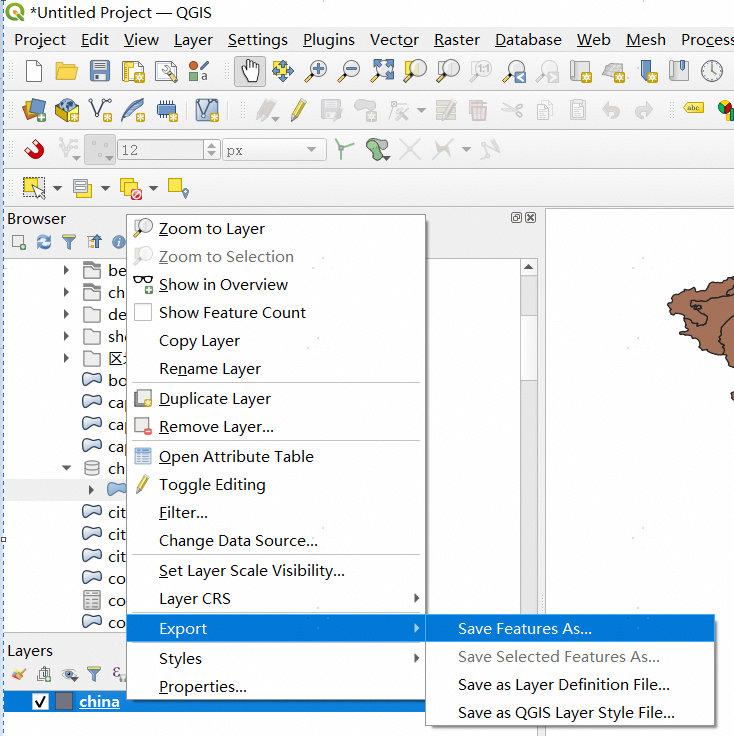 *Untitled Project — QGIS
Project Edit View Layer Settings Plugins Vector Raster Database Web Mesh Proces
1:1
abc
12 px
Browser
Zoom to Layer
Zoom to Selection
be
Show in Overview
ch
Show Feature Count
de
Copy Layer
sh
Rename Layer
bo
Duplicate Layer
ca
Remove Layer...
ca
Open Attribute Table
ch
Toggle Editing
Filter...
cit
Change Data Source...
cit
cit
Set Layer Scale Visibility...
co
Layer CRS
co
co
Export
Save Features As...
Layers
Styles
Save Selected Features As...
Properties...
Save as Layer Definition File...
china
Save as QGIS Layer Style File...